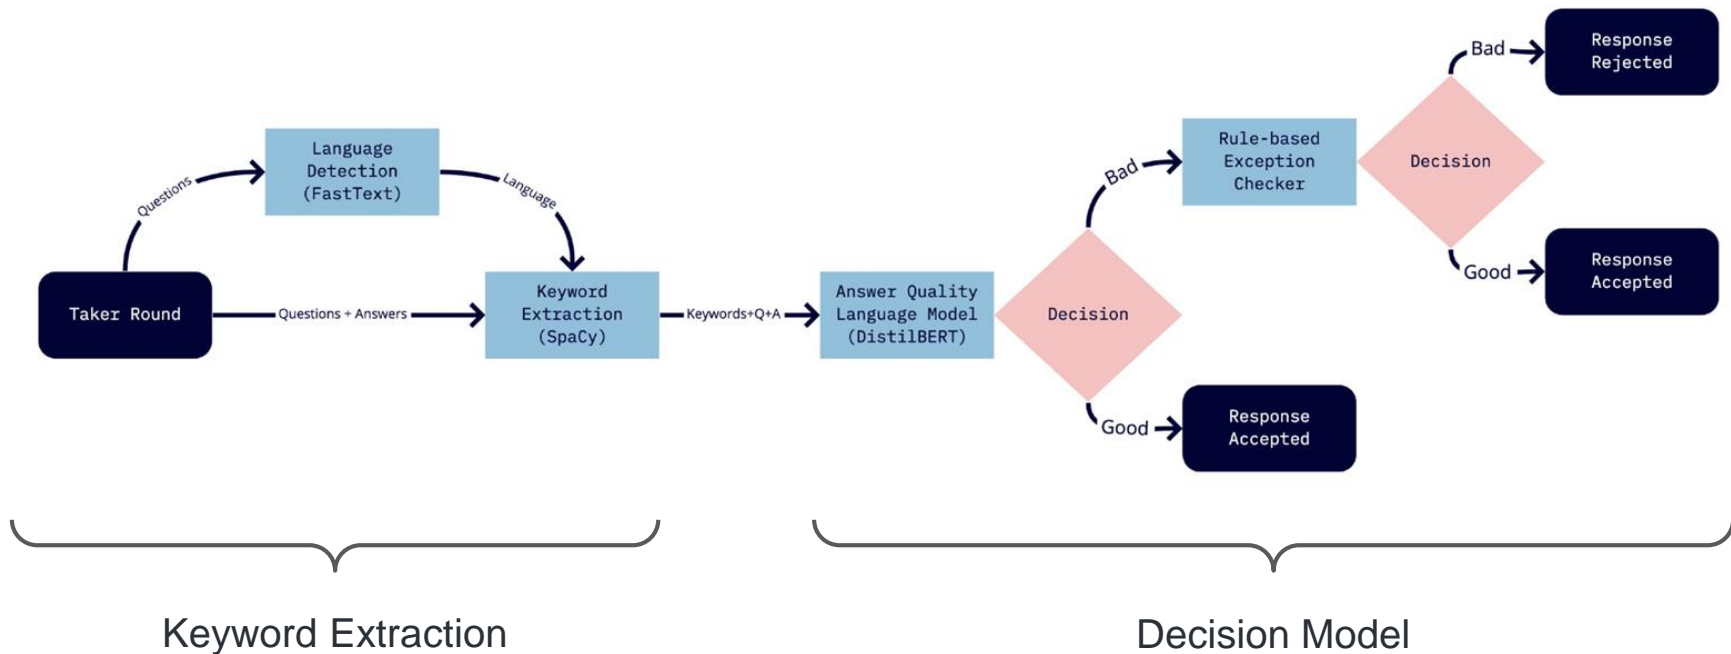 Taker Round
Questions
Language
Detection
(FastText)
Language
Questions + Answers
Keyword
Extraction
(SpaCy)
Keywords+Q+A
Answer Quality
Language Model
(DistilBERT)
Decision
Bad
Good
Response
Accepted
Rule-based
Exception
Checker
Decision
Bad
Response
Rejected
Good
Response
Accepted
Keyword Extraction
Decision Model